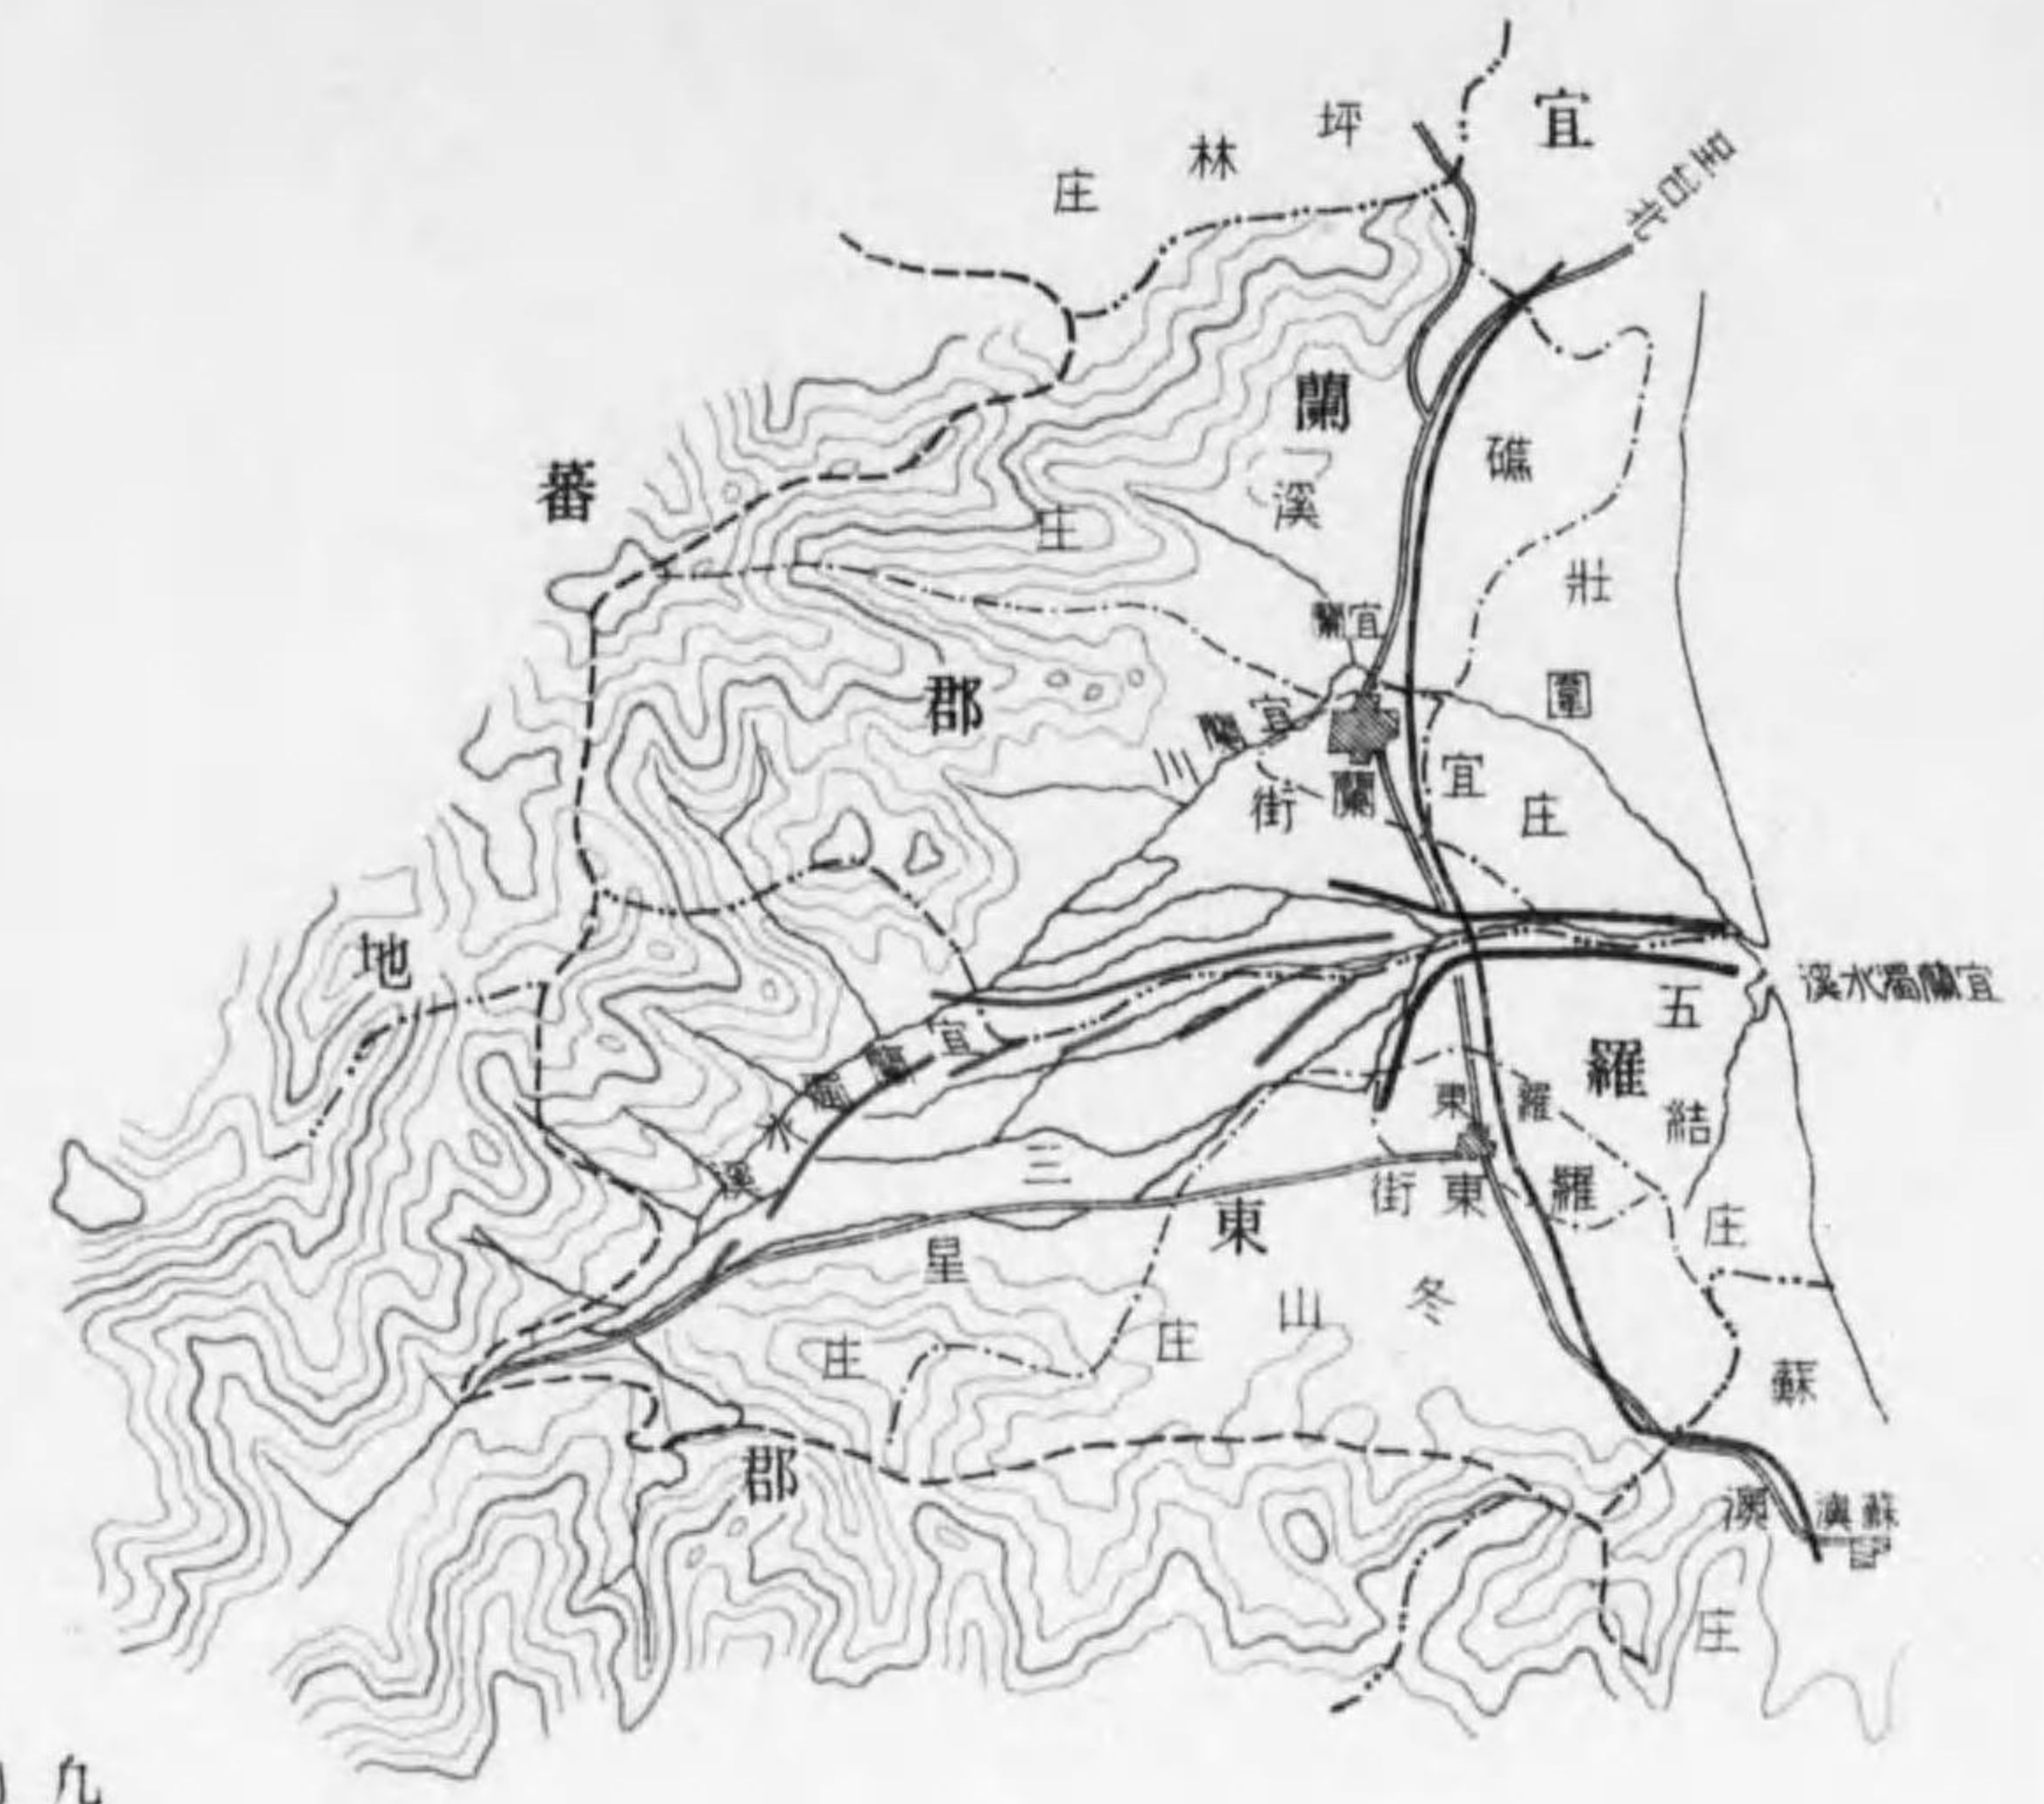 宜蘭郡
坪林庄
至台北
礁溪庄
蕃地
壯圍庄
宜蘭
宜蘭川
宜蘭街
宜蘭濁水溪
宜蘭濁水溪
五結庄
羅東郡
羅東
羅東街
三星庄
冬山庄
蘇澳庄
蘇澳
九